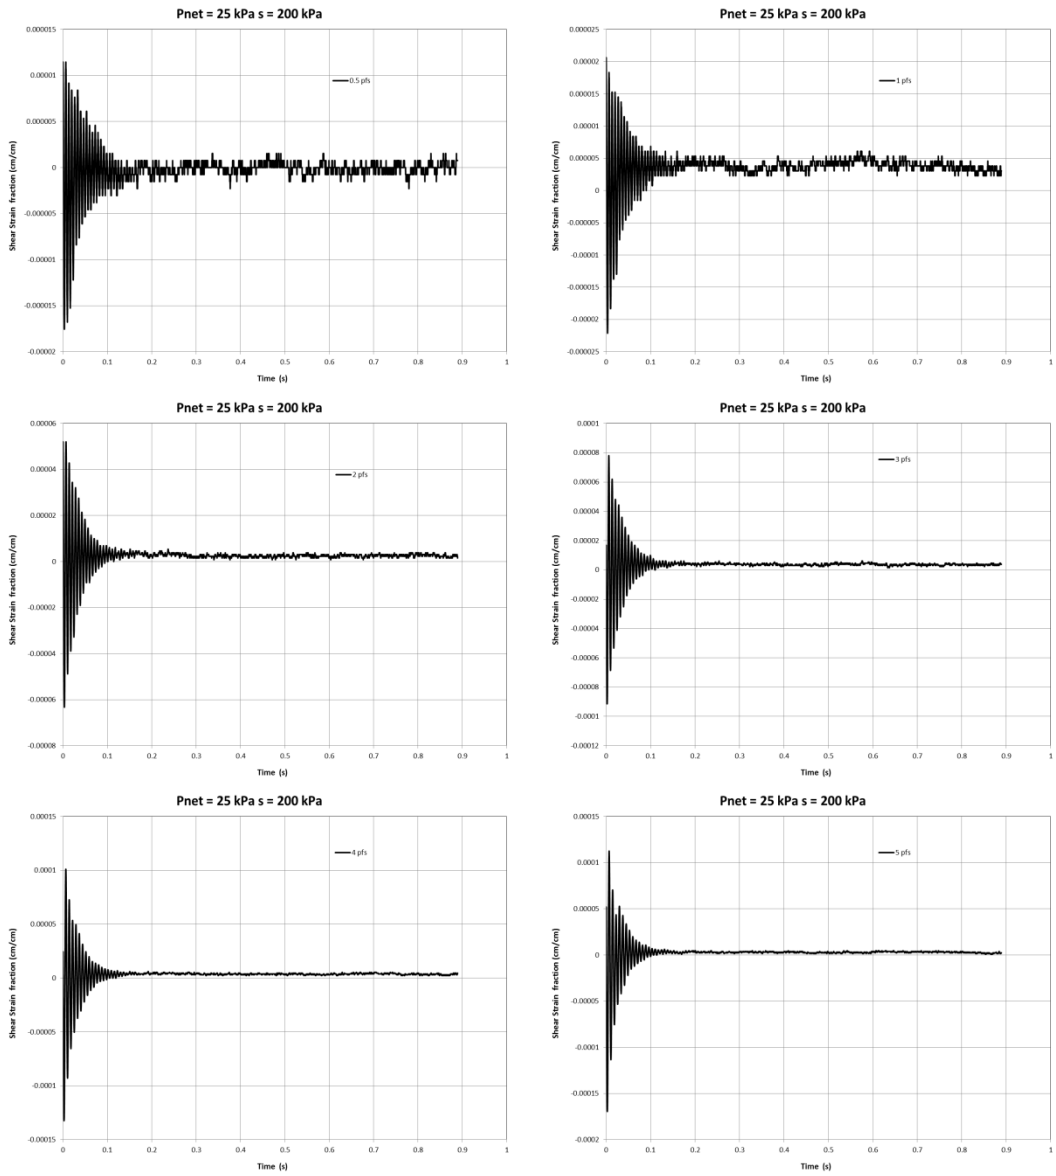 Pnet = 25 kPa s = 200 kPa
0.000015
0.00001
0.000005
0
-0.000005
-0.00001
-0.000015
-0.00002
Shear Strain fraction (cm/cm)
0.5 pfs
0 0.1 0.2 0.3 0.4 0.5 0.6 0.7 0.8 0.9 1
Time (s)
Pnet = 25 kPa s = 200 kPa
0.000025
0.00002
0.000015
0.00001
0.000005
0
-0.000005
-0.00001
-0.000015
-0.00002
-0.000025
Shear Strain fraction (cm/cm)
1 pfs
0 0.1 0.2 0.3 0.4 0.5 0.6 0.7 0.8 0.9 1
Time (s)
Pnet = 25 kPa s = 200 kPa
0.00006
0.00004
0.00002
0
-0.00002
-0.00004
-0.00006
-0.00008
Shear Strain fraction (cm/cm)
2 pfs
0 0.1 0.2 0.3 0.4 0.5 0.6 0.7 0.8 0.9 1
Time (s)
Pnet = 25 kPa s = 200 kPa
0.0001
0.00008
0.00006
0.00004
0.00002
0
-0.00002
-0.00004
-0.00006
-0.00008
-0.0001
-0.00012
Shear Strain fraction (cm/cm)
3 pfs
0 0.1 0.2 0.3 0.4 0.5 0.6 0.7 0.8 0.9 1
Time (s)
Pnet = 25 kPa s = 200 kPa
0.00015
0.0001
0.00005
0
-0.00005
-0.0001
-0.00015
Shear Strain fraction (cm/cm)
4 pfs
0 0.1 0.2 0.3 0.4 0.5 0.6 0.7 0.8 0.9 1
Time (s)
Pnet = 25 kPa s = 200 kPa
0.00015
0.0001
0.00005
0
-0.00005
-0.0001
-0.00015
-0.0002
Shear Strain fraction (cm/cm)
5 pfs
0 0.1 0.2 0.3 0.4 0.5 0.6 0.7 0.8 0.9 1
Time (s)